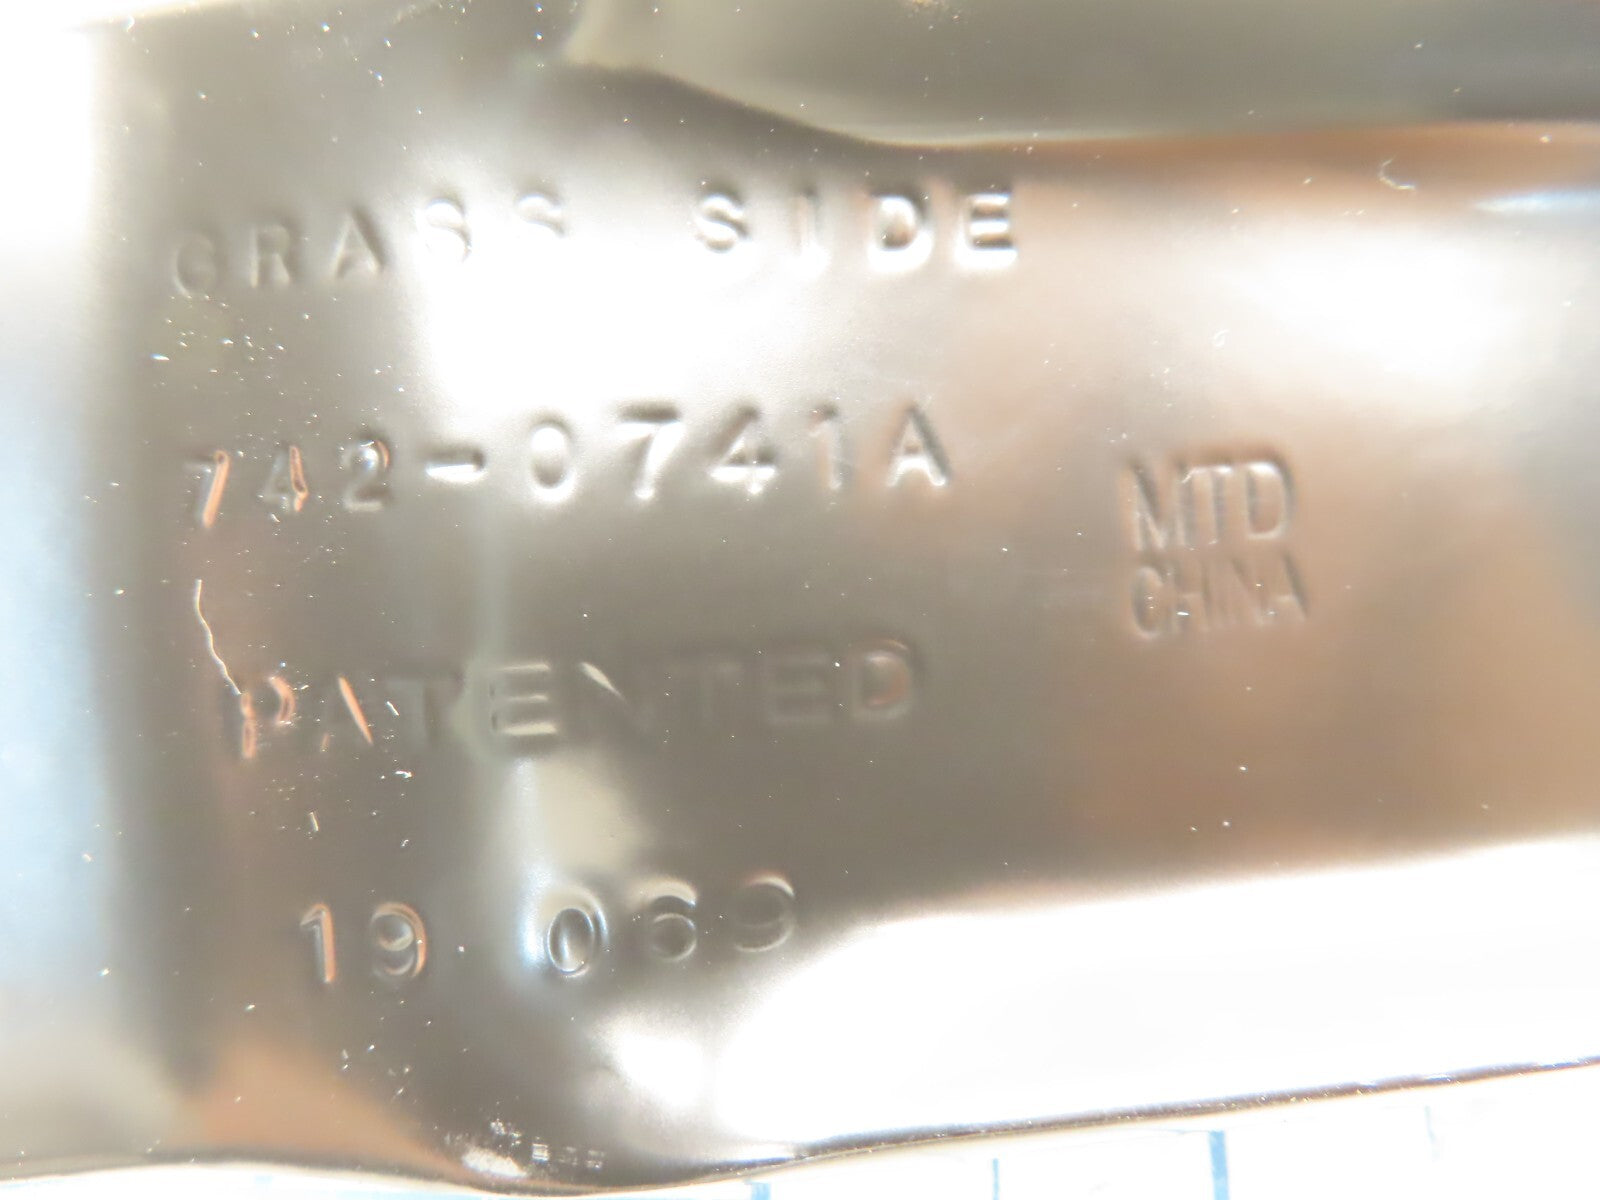 GRASS SIDE
742-0741A
MTD
CHINA
PATENTED
19 069